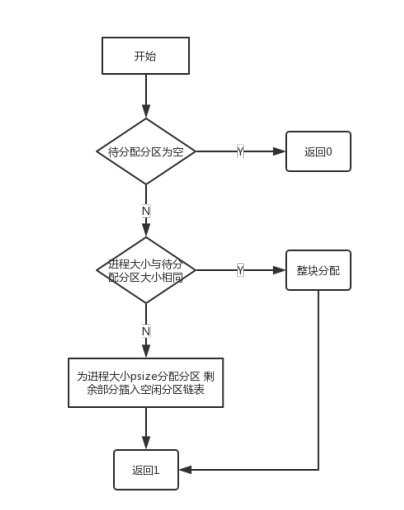 开始
待分配分区为空
Y
返回0
N
进程大小与待分
配分区大小相同
Y
整块分配
N
为进程大小psize分配分区 剩
余部分插入空闲分区链表
返回1